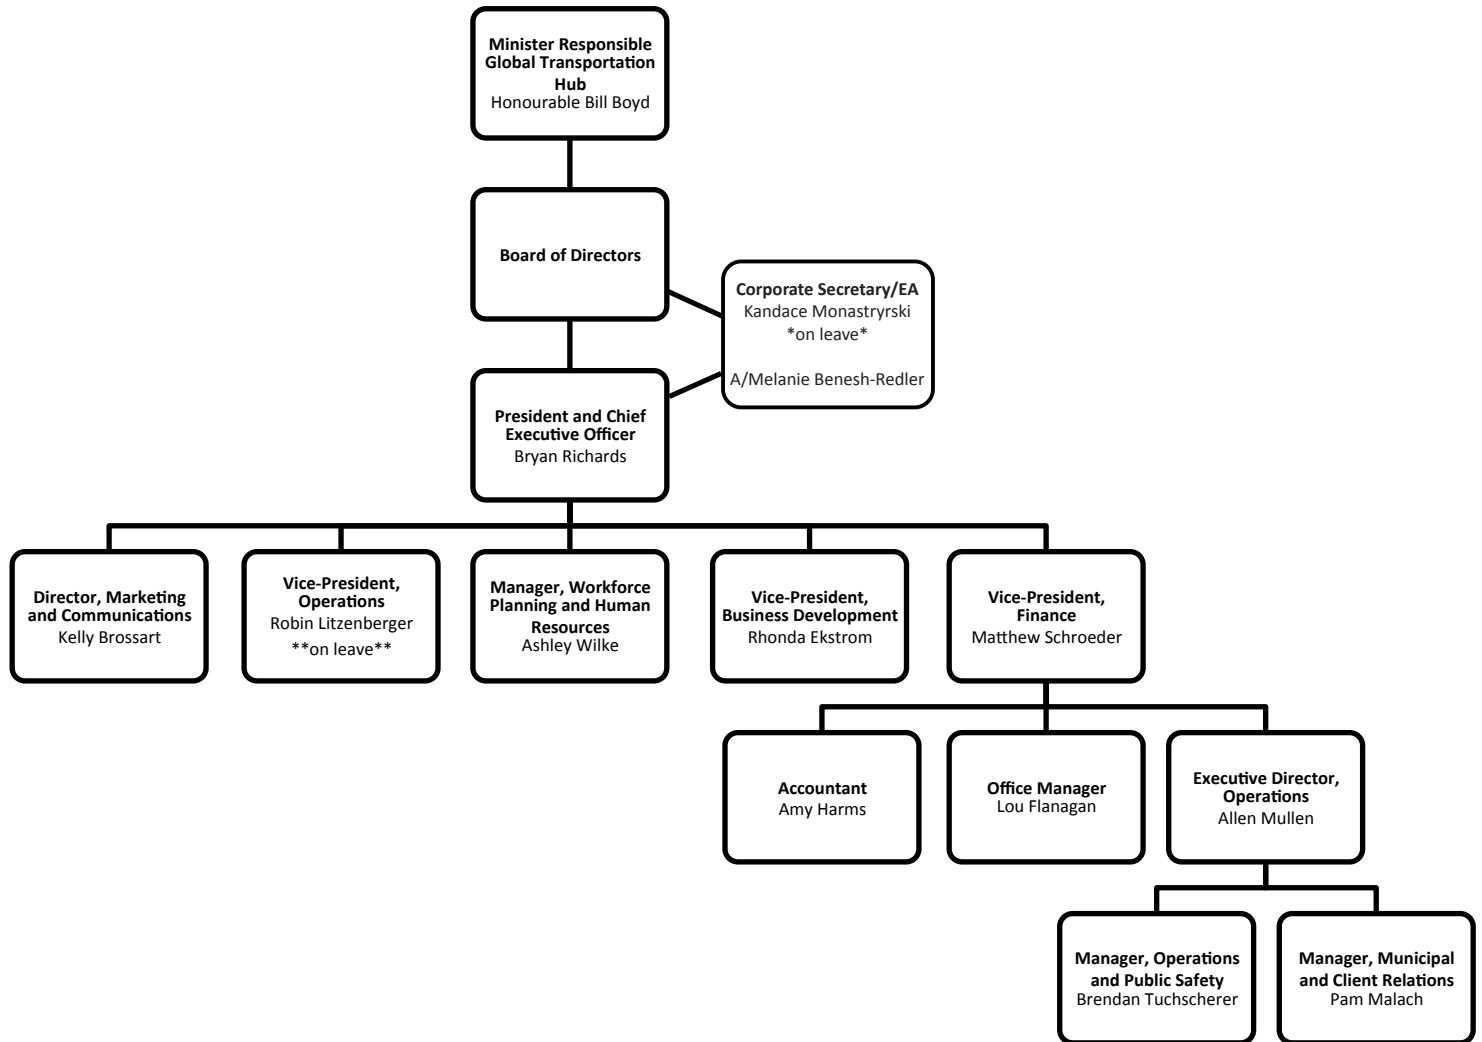 Minister Responsible
Global Transportation
Hub
Honourable Bill Boyd
Board of Directors
Corporate Secretary/EA
Kandace Monastryrski
*on leave*
A/Melanie Benesh-Redler
President and Chief
Executive Officer
Bryan Richards
Director, Marketing
and Communications
Kelly Brossart
Vice-President,
Operations
Robin Litzenberger
**on leave**
Manager, Workforce
Planning and Human
Resources
Ashley Wilke
Vice-President,
Business Development
Rhonda Ekstrom
Vice-President,
Finance
Matthew Schroeder
Accountant
Amy Harms
Office Manager
Lou Flanagan
Executive Director,
Operations
Allen Mullen
Manager, Operations
and Public Safety
Brendan Tuchscherer
Manager, Municipal
and Client Relations
Pam Malach